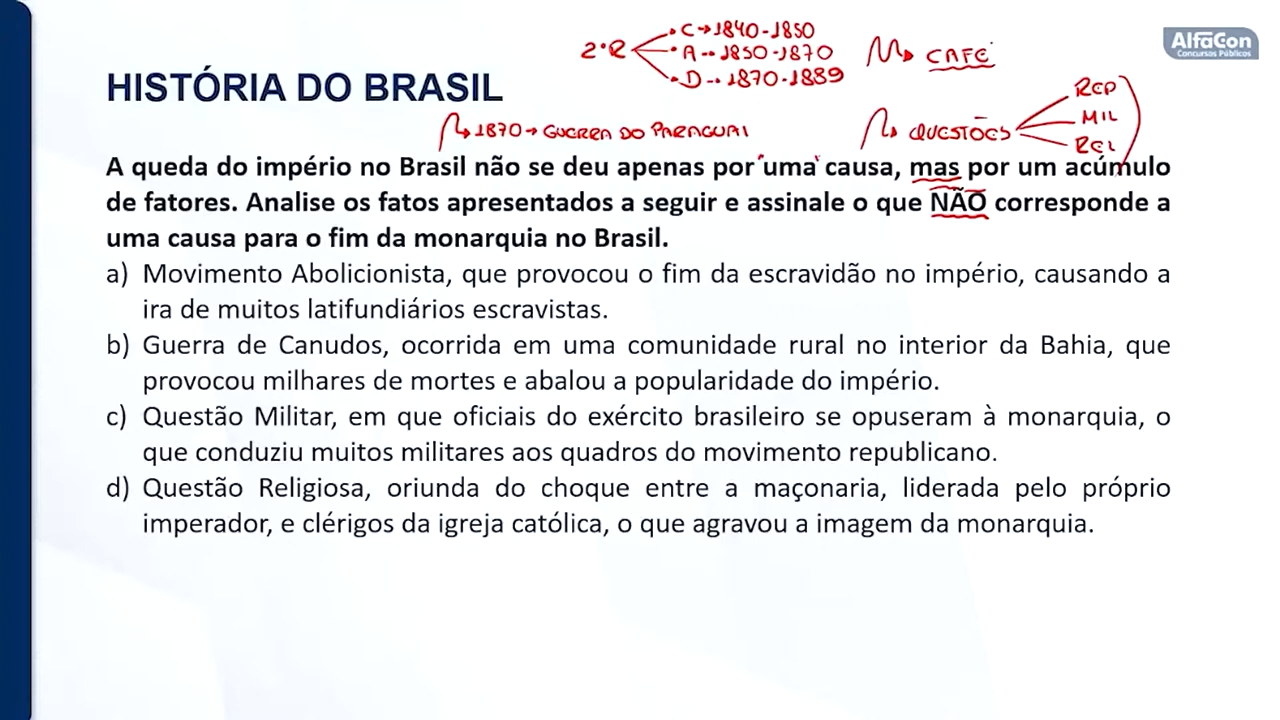 2ºR
C→1840-1850
A→1850-1870
D→1870-1889
CAFÉ
AlfaCon
Concursos Públicos
HISTÓRIA DO BRASIL
1870→GUERRA DO PARAGUAI
QUESTÕES
REP
MIL
REL
A queda do império no Brasil não se deu apenas por "uma" causa, mas por um acúmulo
de fatores. Analise os fatos apresentados a seguir e assinale o que NÃO corresponde a
uma causa para o fim da monarquia no Brasil.
a) Movimento Abolicionista, que provocou o fim da escravidão no império, causando a
ira de muitos latifundiários escravistas.
b) Guerra de Canudos, ocorrida em uma comunidade rural no interior da Bahia, que
provocou milhares de mortes e abalou a popularidade do império.
c) Questão Militar, em que oficiais do exército brasileiro se opuseram à monarquia, o
que conduziu muitos militares aos quadros do movimento republicano.
d) Questão Religiosa, oriunda do choque entre a maçonaria, liderada pelo próprio
imperador, e clérigos da igreja católica, o que agravou a imagem da monarquia.